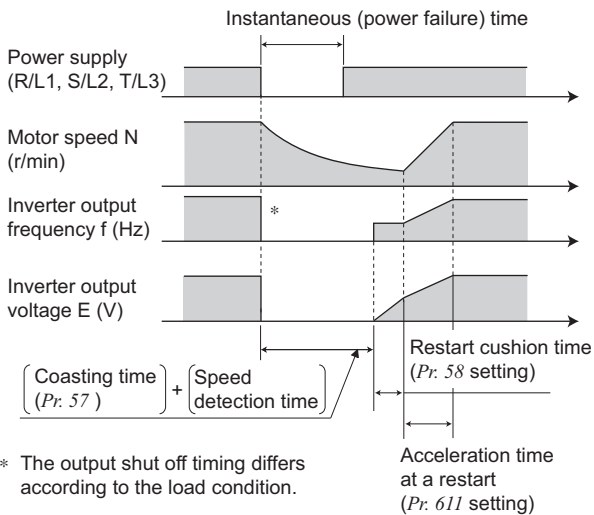 Instantaneous (power failure) time
Power supply
(R/L1, S/L2, T/L3)
Motor speed N
(r/min)
Inverter output
frequency f (Hz)
*
Inverter output
voltage E (V)
Coasting time
(Pr. 57 )
+
Speed
detection time
Restart cushion time
(Pr. 58 setting)
Acceleration time
at a restart
(Pr. 611 setting)
* The output shut off timing differs
according to the load condition.